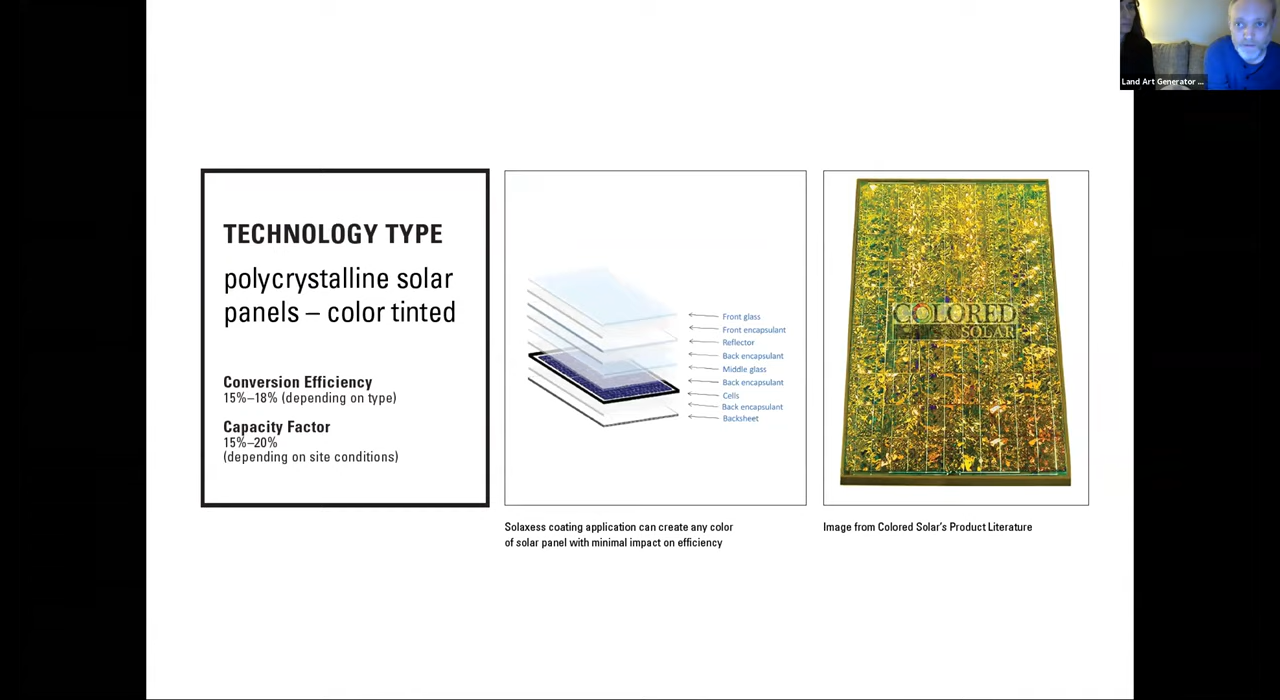 Land Art Generator ...
TECHNOLOGY TYPE
polycrystalline solar
panels – color tinted
Conversion Efficiency
15%–18% (depending on type)
Capacity Factor
15%–20%
(depending on site conditions)
Front glass
Front encapsulant
Reflector
Back encapsulant
Middle glass
Back encapsulant
Cells
Back encapsulant
Backsheet
Solaxess coating application can create any color
of solar panel with minimal impact on efficiency
COLORED
SOLAR
Image from Colored Solar's Product Literature